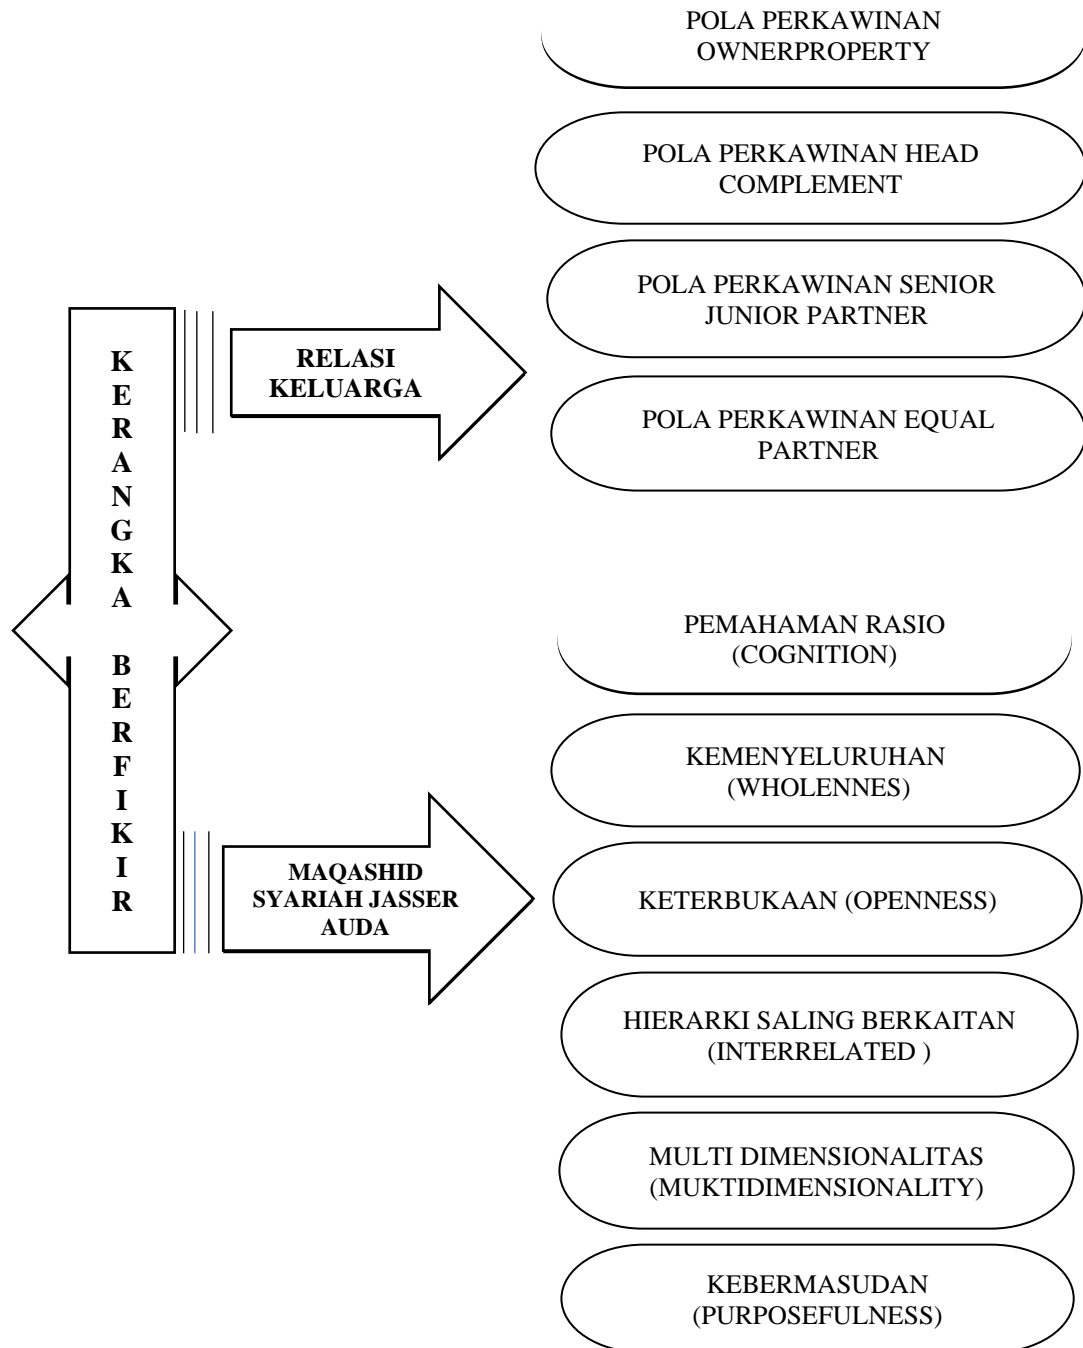 KERANGKA BERFIKIR
RELASI
KELUARGA
POLA PERKAWINAN
OWNERPROPERTY
POLA PERKAWINAN HEAD
COMPLEMENT
POLA PERKAWINAN SENIOR
JUNIOR PARTNER
POLA PERKAWINAN EQUAL
PARTNER
MAQASHID
SYARIAH JASSER
AUDA
PEMAHAMAN RASIO
(COGNITION)
KEMENYELURUHAN
(WHOLENNES)
KETERBUKAAN (OPENNESS)
HIERARKI SALING BERKAITAN
(INTERRELATED )
MULTI DIMENSIONALITAS
(MUKTIDIMENSIONALITY)
KEBERMASUDAN
(PURPOSEFULNESS)